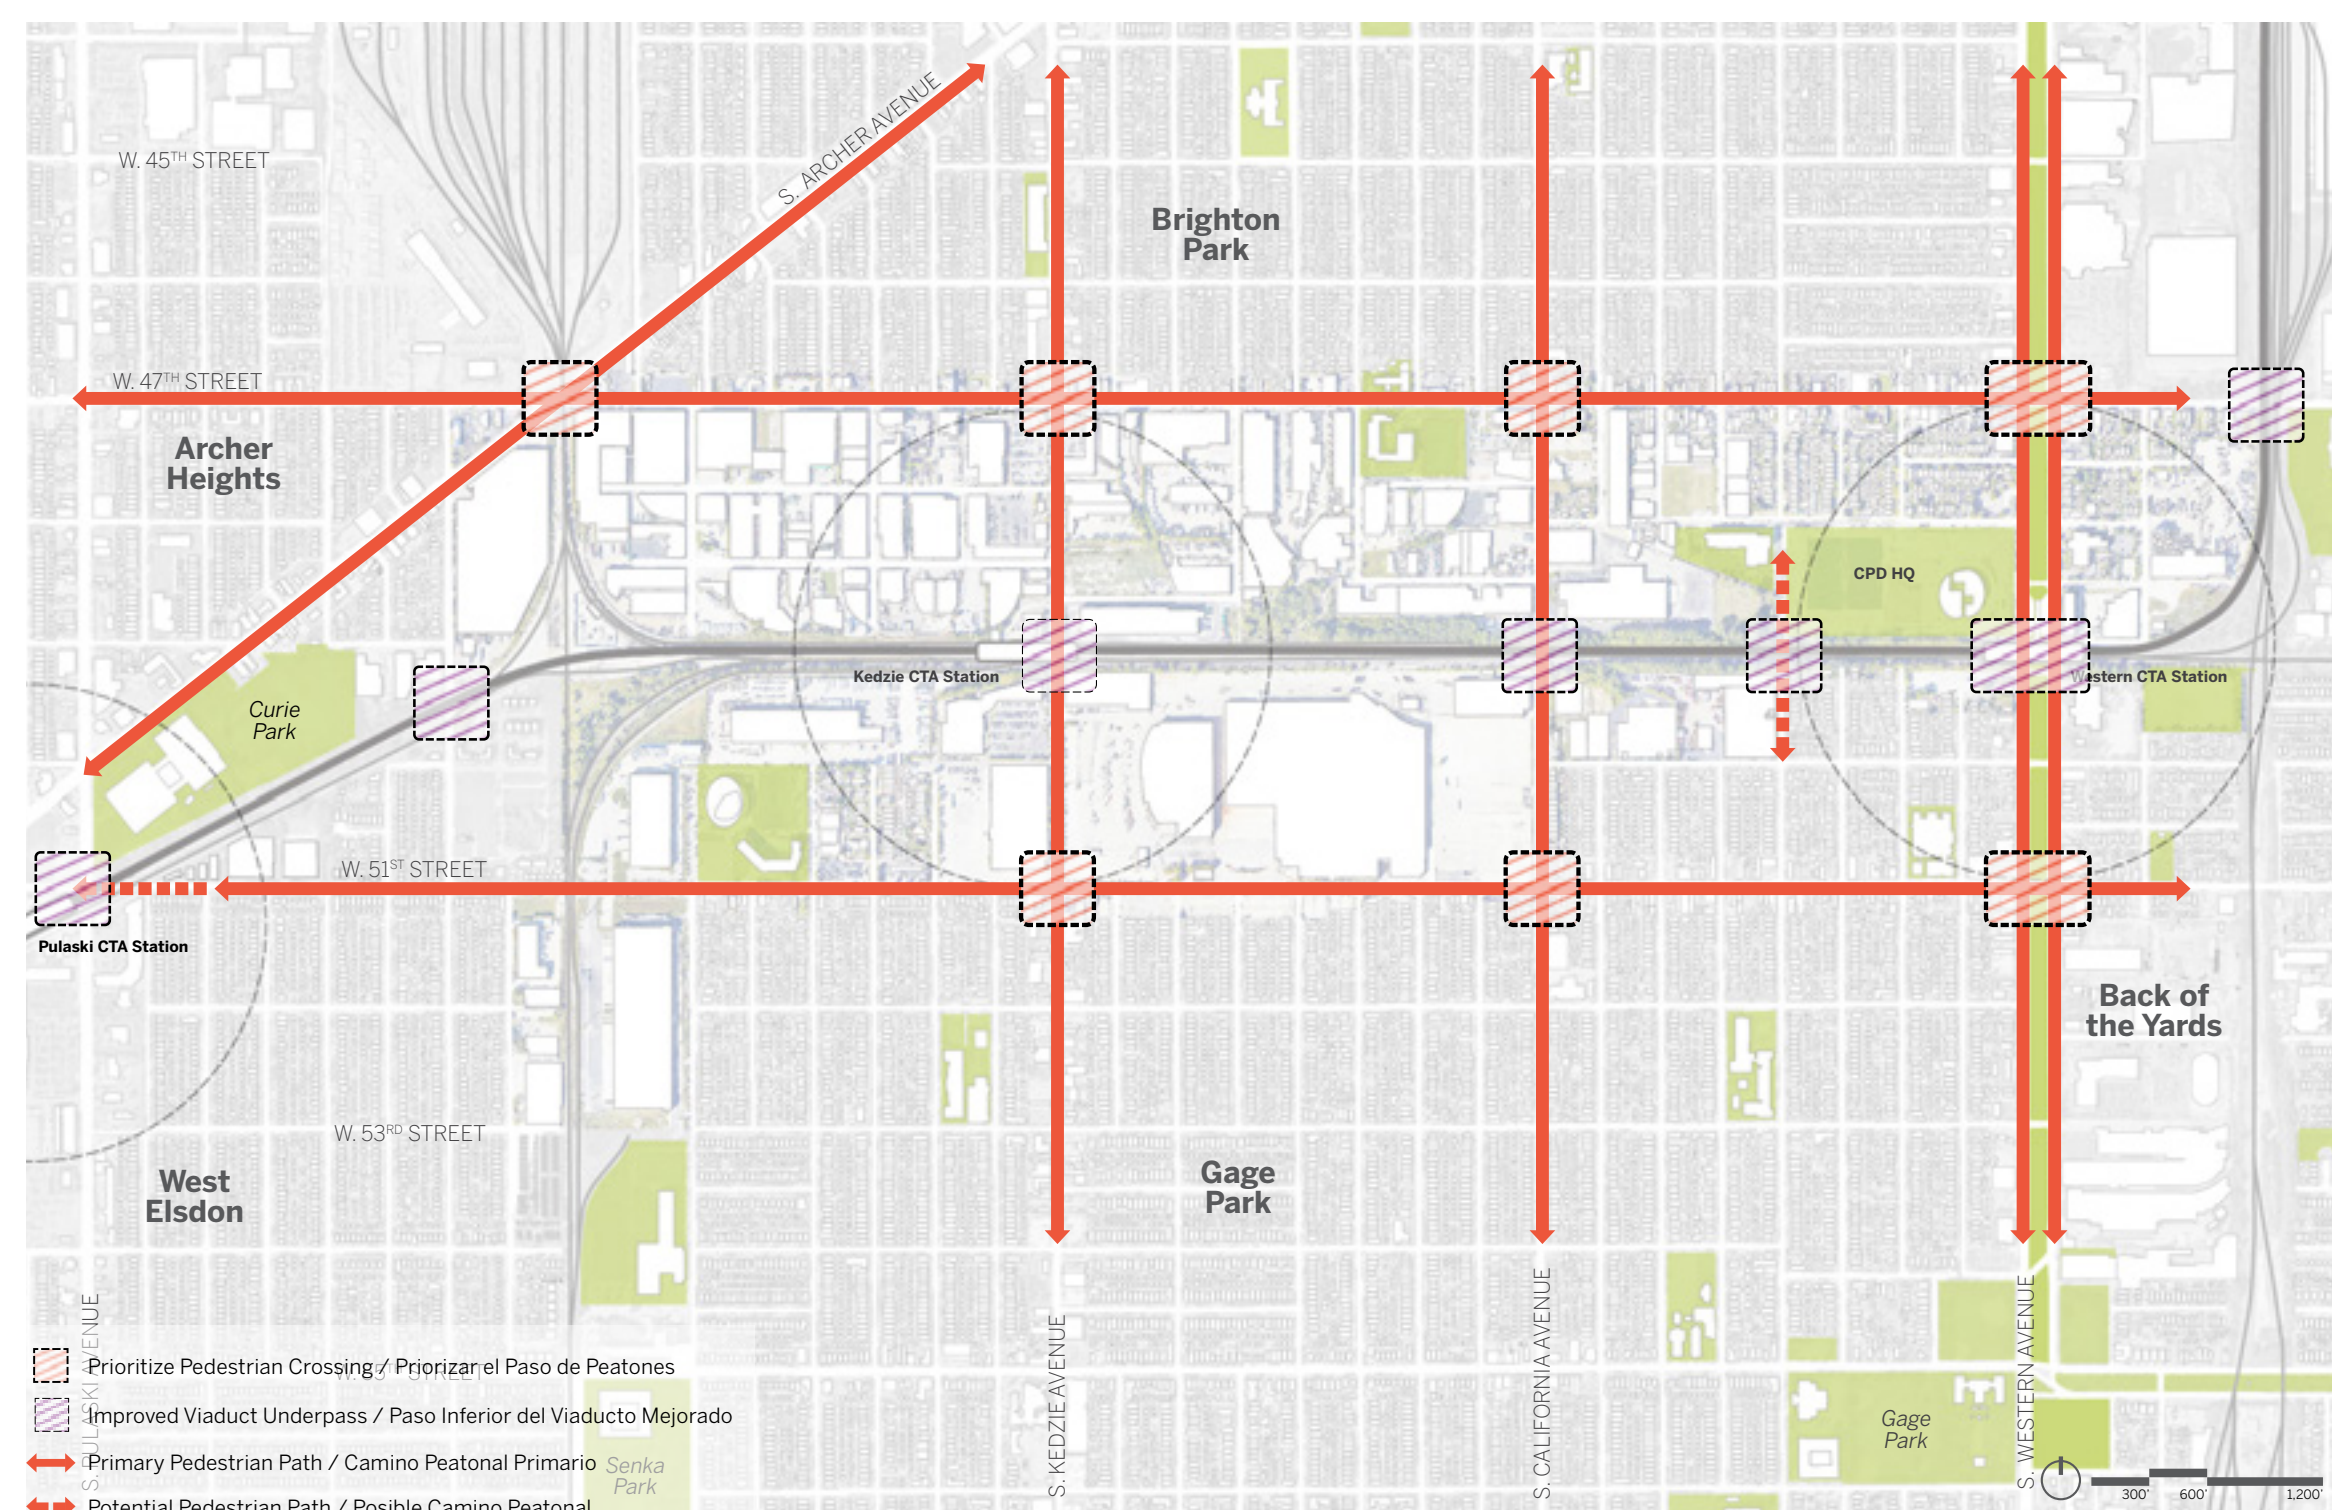 S. ARCHER AVENUE
W. 45TH STREET
Brighton
Park
W. 47TH STREET
Archer
Heights
CPD HQ
Kedzie CTA Station
Western CTA Station
Curie
Park
W. 51ST STREET
Pulaski CTA Station
Back of
the Yards
W. 53RD STREET
West
Elsdon
Gage
Park
S. PULASKI AVENUE
S. KEDZIE AVENUE
S. CALIFORNIA AVENUE
S. WESTERN AVENUE
Prioritize Pedestrian Crossing / Priorizar el Paso de Peatones
W. 55TH STREET
Improved Viaduct Underpass / Paso Inferior del Viaducto Mejorado
Gage
Park
Primary Pedestrian Path / Camino Peatonal Primario
Senka
Park
Potential Pedestrian Path / Posible Camino Peatonal
300' 600' 1,200'